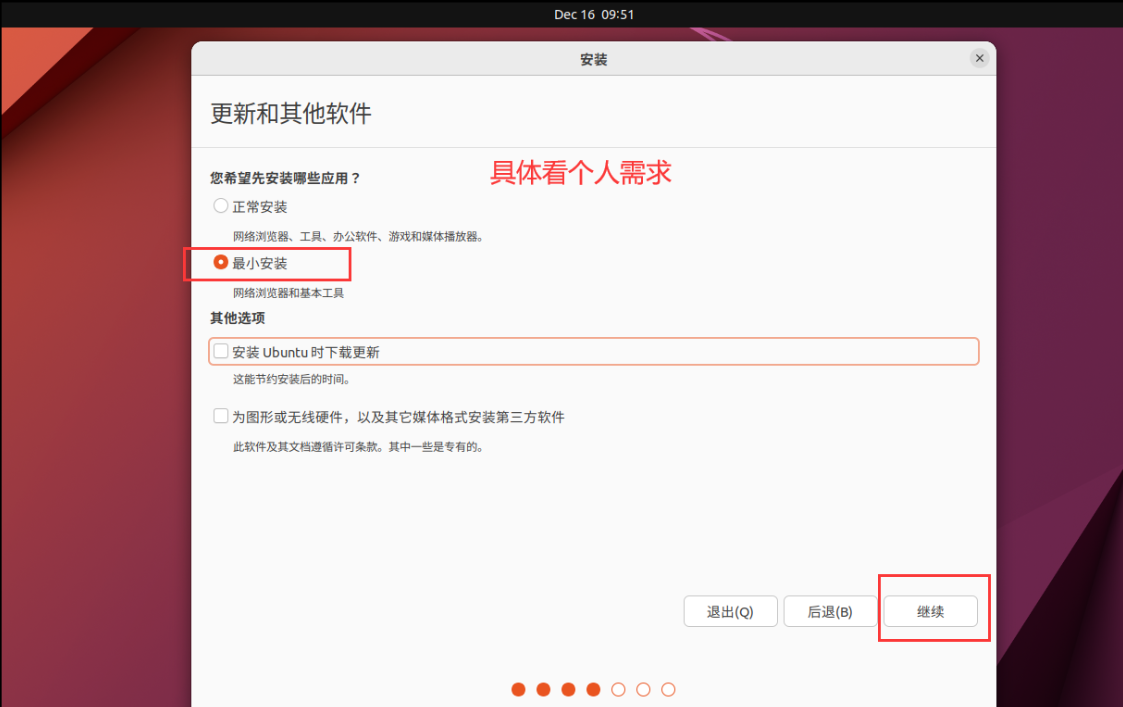 Dec 16 09:51
安装
更新和其他软件
具体看个人需求
您希望先安装哪些应用？
正常安装
网络浏览器、工具、办公软件、游戏和媒体播放器。
最小安装
网络浏览器和基本工具
其他选项
安装 Ubuntu 时下载更新
这能节约安装后的时间。
为图形或无线硬件，以及其它媒体格式安装第三方软件
此软件及其文档遵循许可条款。其中一些是专有的。
退出(Q) 后退(B) 继续